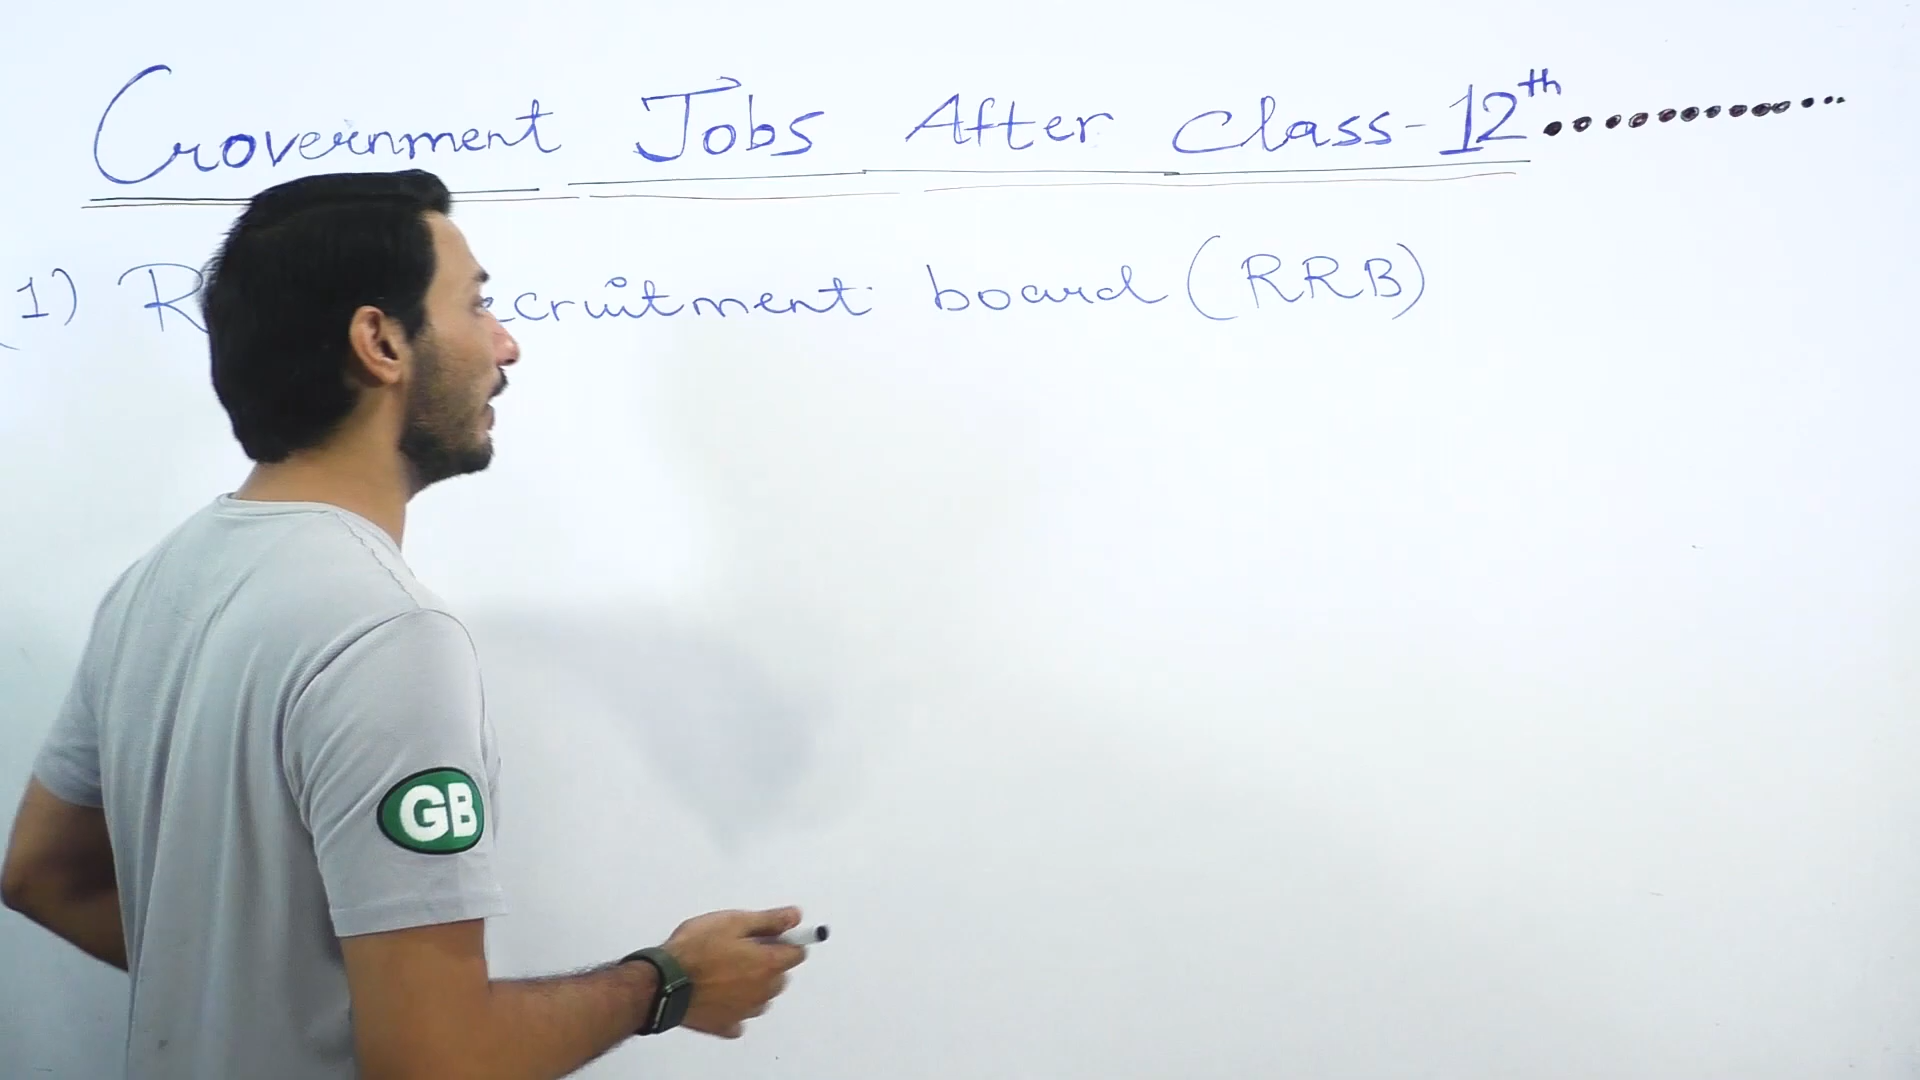 Government Jobs After Class-12th............
1) R ecruitment board (RRB)
GB